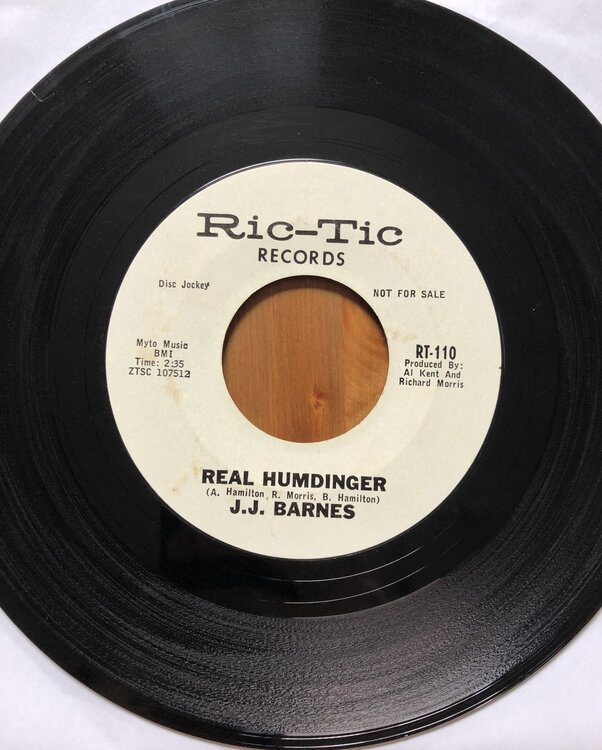 Ric-Tic
RECORDS
Disc Jockey
NOT FOR SALE
Myto Music
BMI
Time: 2:35
ZTSC 107512
RT-110
Produced By:
Al Kent And
Richard Morris
REAL HUMDINGER
(A. Hamilton, R. Morris, B. Hamilton)
J.J. BARNES